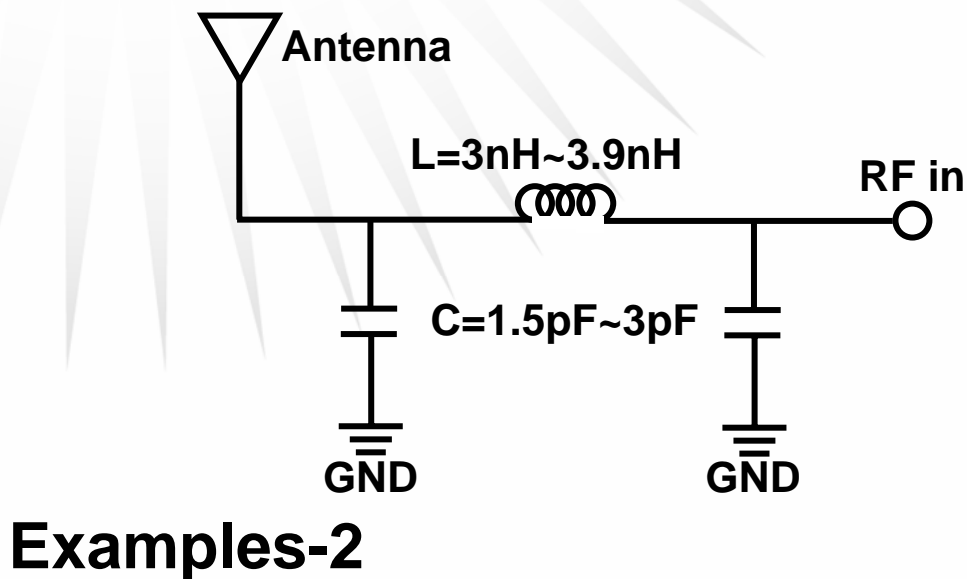 Antenna
L=3nH~3.9nH
RF in
C=1.5pF~3pF
GND
GND
Examples-2